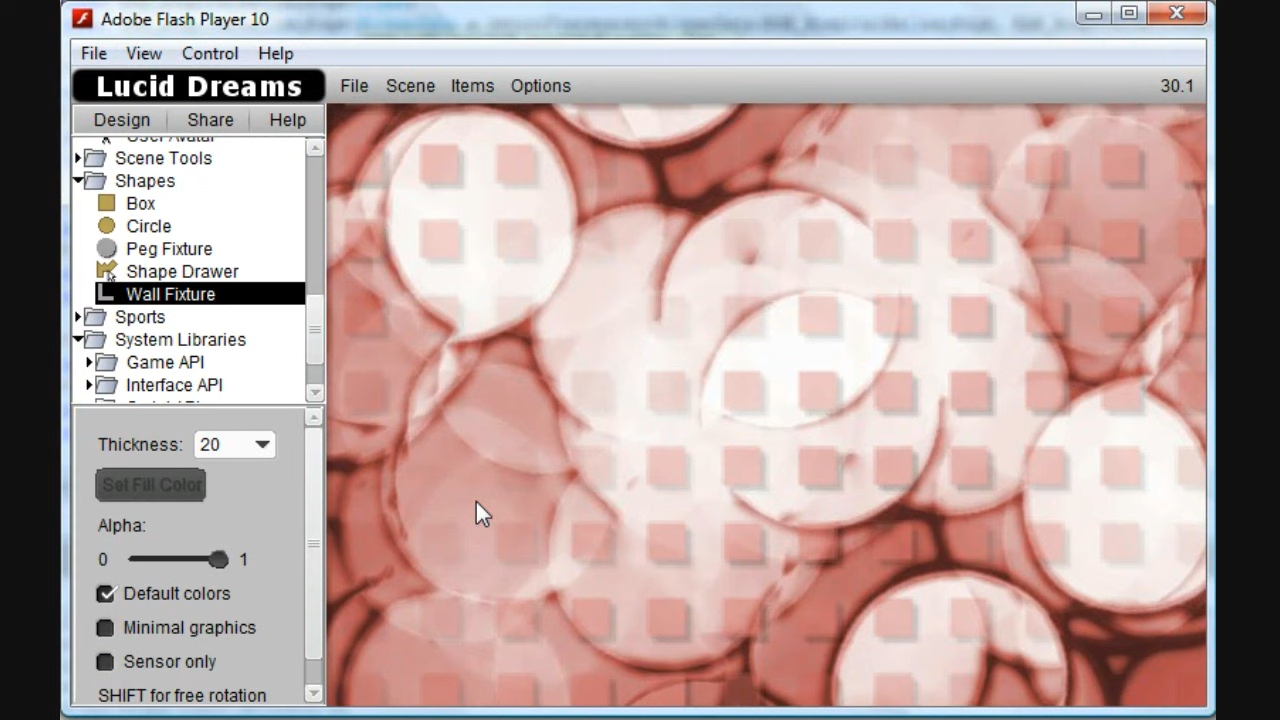 Adobe Flash Player 10
File View Control Help
Lucid Dreams
File Scene Items Options 30.1
Design Share Help
User Avatar
Scene Tools
Shapes
Box
Circle
Peg Fixture
Shape Drawer
Wall Fixture
Sports
System Libraries
Game API
Interface API
Thickness: 20
Set Fill Color
Alpha:
0 1
Default colors
Minimal graphics
Sensor only
SHIFT for free rotation